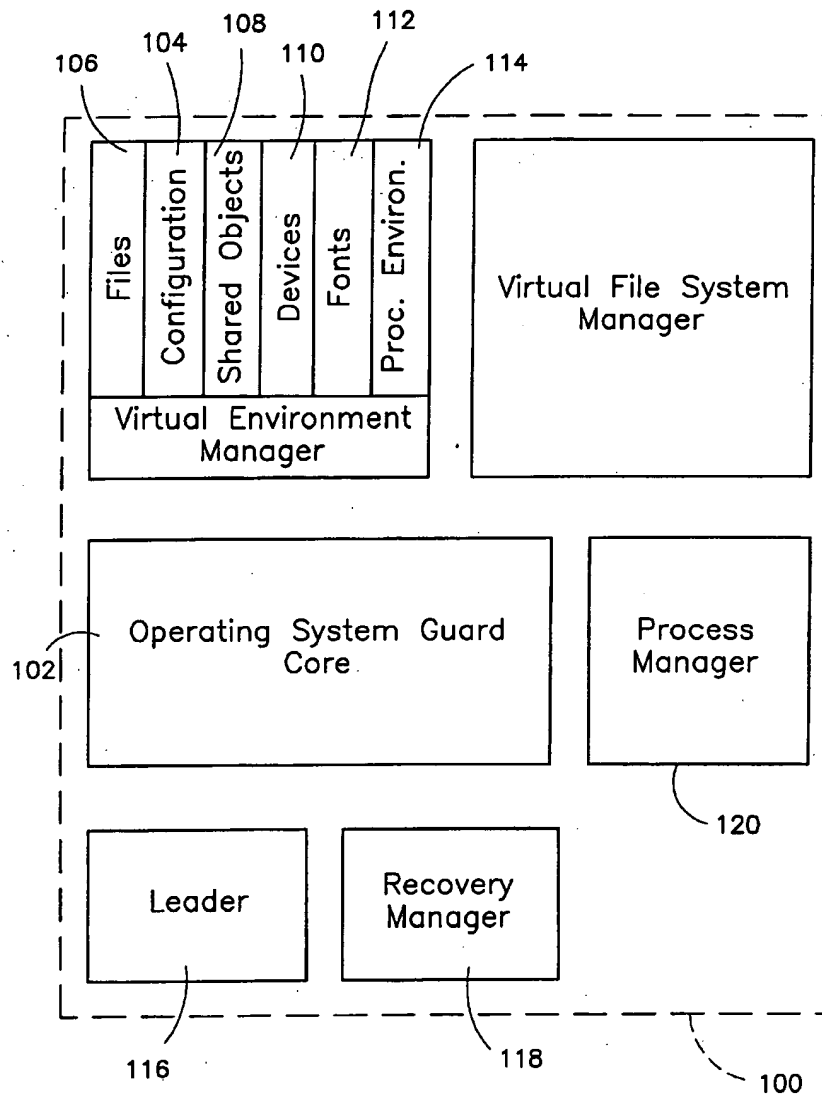 108
112
104
110
106
114
Files
Configuration
Shared Objects
Devices
Fonts
Proc. Environ.
Virtual Environment
Manager
Virtual File System
Manager
Operating System Guard
Core
Process
Manager
102
120
Leader
Recovery
Manager
116
118
100